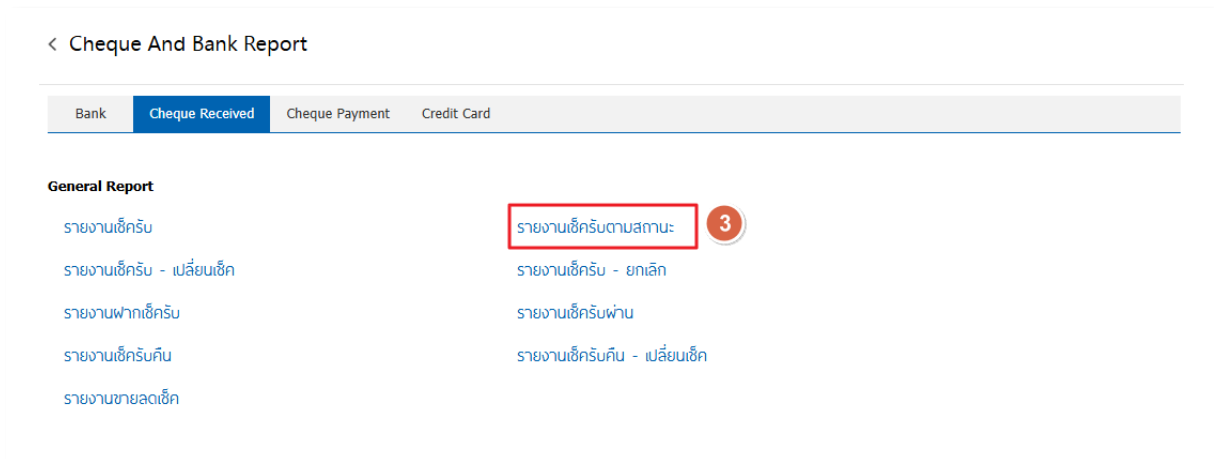 < Cheque And Bank Report
Bank Cheque Received Cheque Payment Credit Card
General Report
รายงานเช็ครับ รายงานเช็ครับตามสถานะ 3
รายงานเช็ครับ - เปลี่ยนเช็ค รายงานเช็ครับ - ยกเลิก
รายงานฝากเช็ครับ รายงานเช็ครับผ่าน
รายงานเช็ครับคืน รายงานเช็ครับคืน - เปลี่ยนเช็ค
รายงานขายลดเช็ค